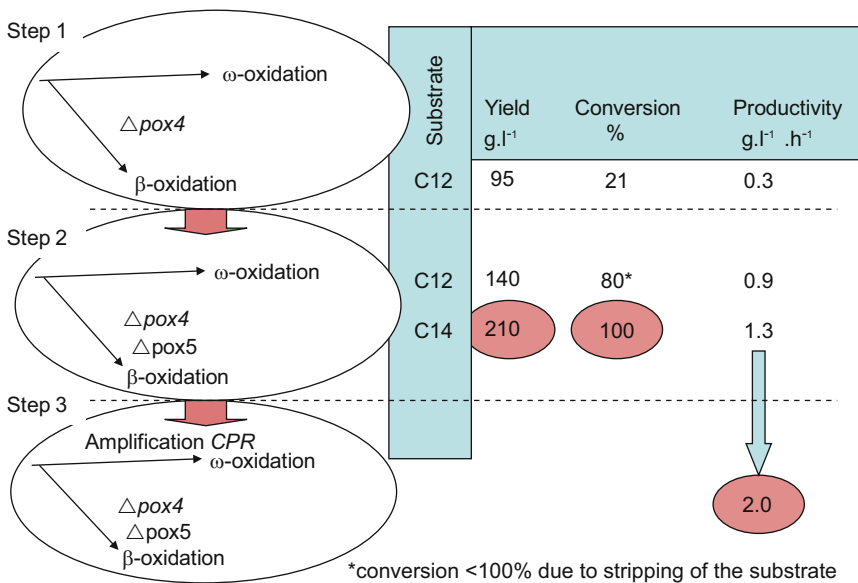 Step 1
ω-oxidation
△pox4
β-oxidation
Step 2
ω-oxidation
△pox4
△pox5
β-oxidation
Step 3
Amplification CPR
ω-oxidation
△pox4
△pox5
β-oxidation
Substrate
Yield
g.l⁻¹
Conversion
%
Productivity
g.l⁻¹ .h⁻¹
C12 95 21 0.3
C12 140 80* 0.9
C14 210 100 1.3
2.0
*conversion <100% due to stripping of the substrate